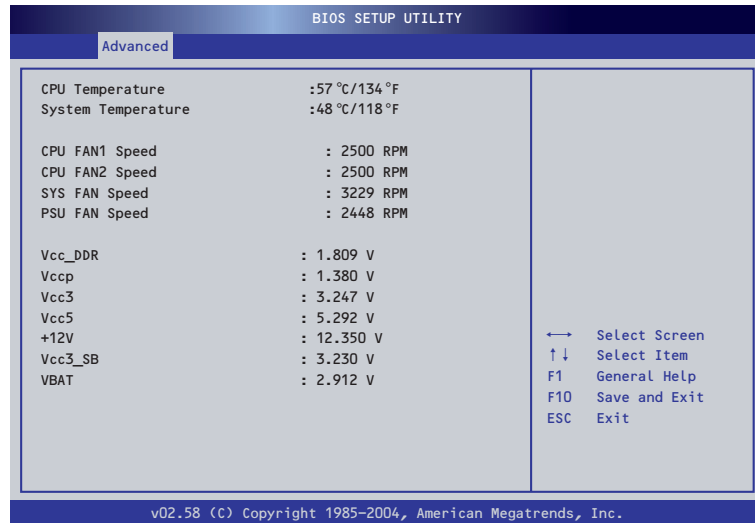 BIOS SETUP UTILITY
Advanced
CPU Temperature :57 °C/134°F
System Temperature :48 °C/118°F
CPU FAN1 Speed : 2500 RPM
CPU FAN2 Speed : 2500 RPM
SYS FAN Speed : 3229 RPM
PSU FAN Speed : 2448 RPM
Vcc_DDR : 1.809 V
Vccp : 1.380 V
Vcc3 : 3.247 V
Vcc5 : 5.292 V
+12V : 12.350 V
Vcc3_SB : 3.230 V
VBAT : 2.912 V
←→ Select Screen
↑↓ Select Item
F1 General Help
F10 Save and Exit
ESC Exit
v02.58 (C) Copyright 1985-2004, American Megatrends, Inc.